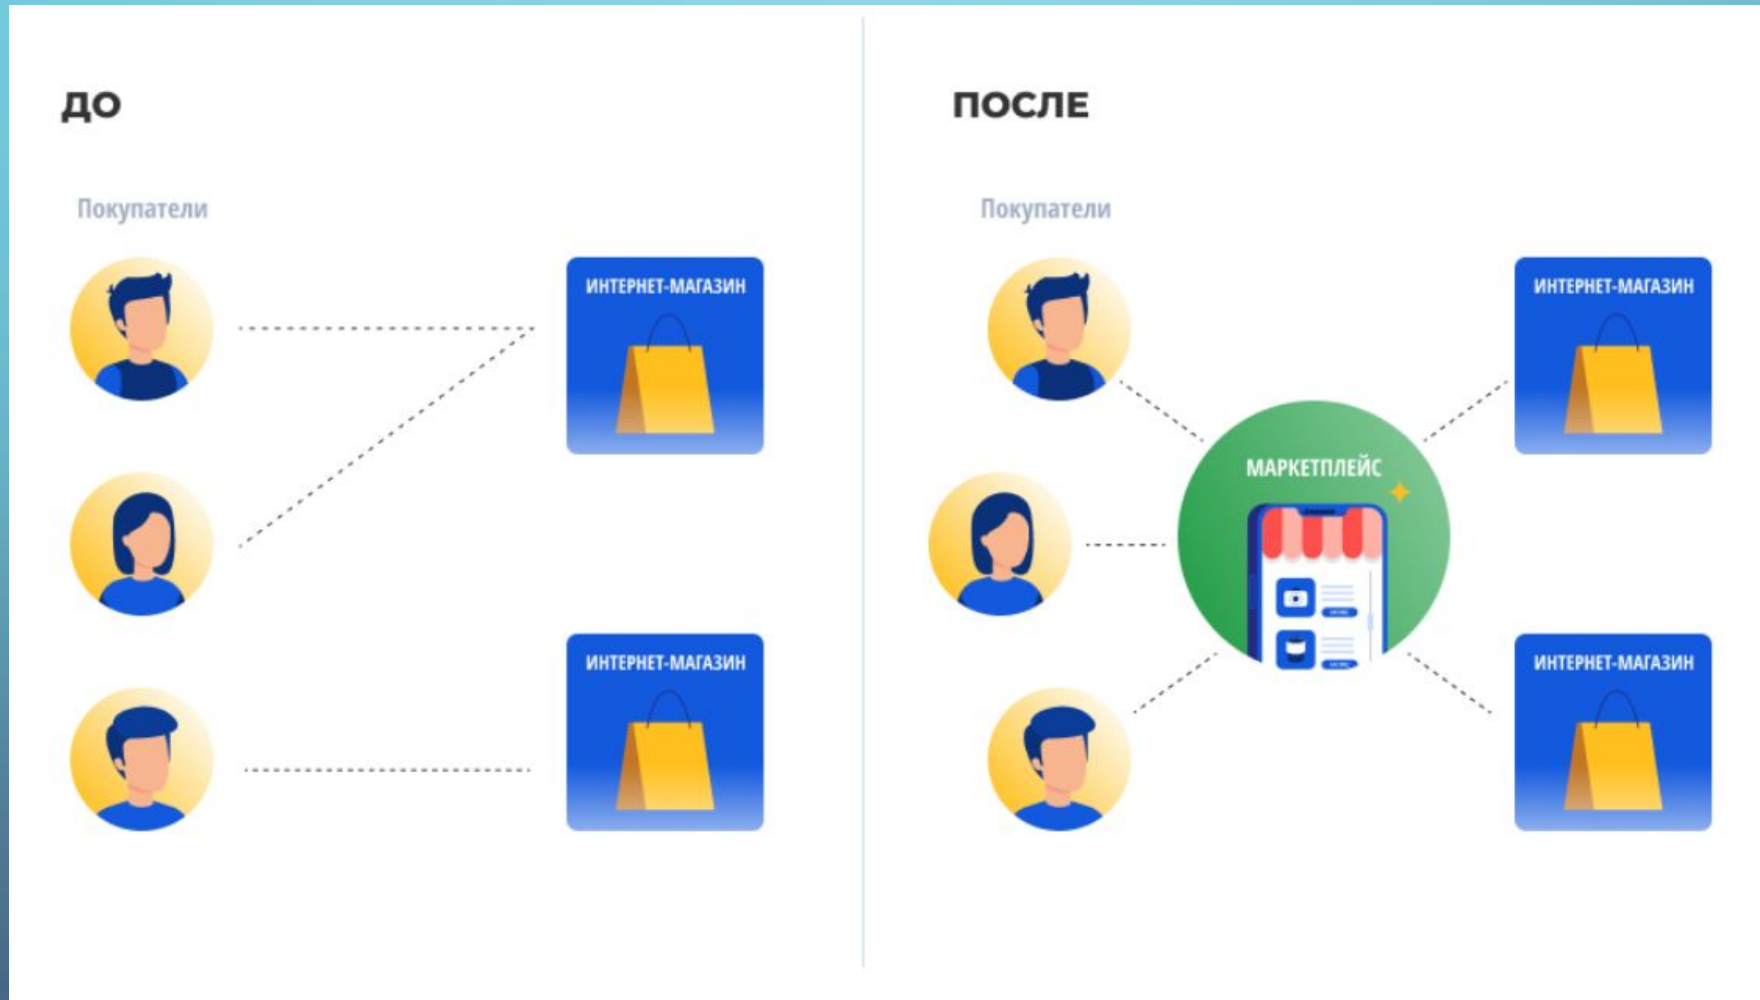 ДО
Покупатели
ИНТЕРНЕТ-МАГАЗИН
ИНТЕРНЕТ-МАГАЗИН
ПОСЛЕ
Покупатели
ИНТЕРНЕТ-МАГАЗИН
МАРКЕТПЛЕЙС
ИНТЕРНЕТ-МАГАЗИН